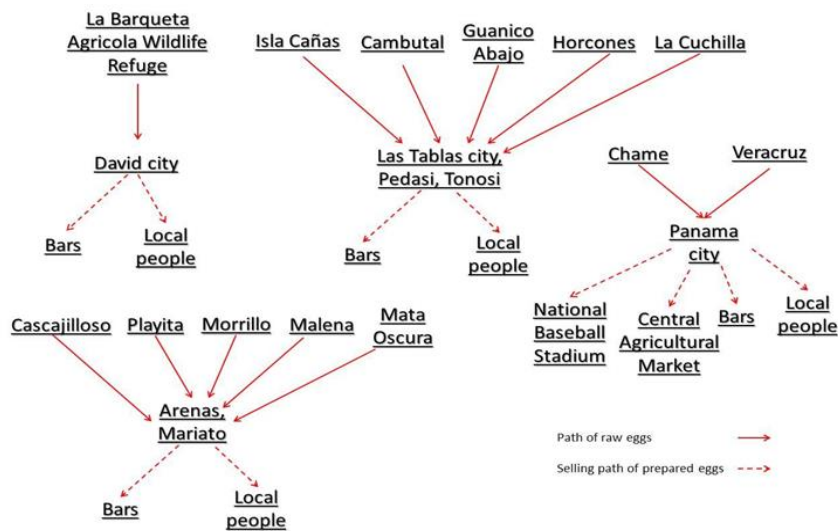 La Barqueta
Agricola Wildlife
Refuge
David city
Bars
Local
people
Isla Cañas
Cambutal
Guanico
Abajo
Horcones
La Cuchilla
Las Tablas city,
Pedasi, Tonosi
Bars
Local
people
Chame
Veracruz
Panama
city
National
Baseball
Stadium
Central
Agricultural
Market
Bars
Local
people
Cascajilloso
Playita
Morrillo
Malena
Mata
Oscura
Arenas,
Mariato
Bars
Local
people
Path of raw eggs
Selling path of prepared eggs